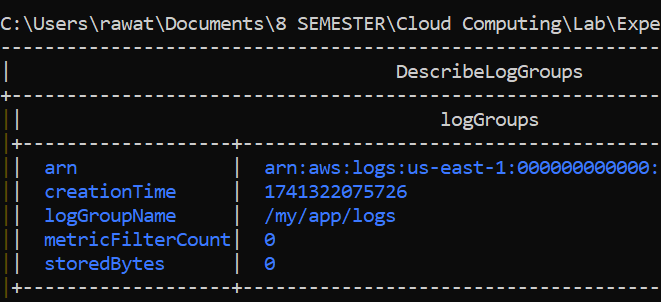 C:\Users\rawat\Documents\8 SEMESTER\Cloud Computing\Lab\Expe
DescribeLogGroups
logGroups
arn | arn:aws:logs:us-east-1:000000000000:
creationTime | 1741322075726
logGroupName | /my/app/logs
metricFilterCount| 0
storedBytes | 0